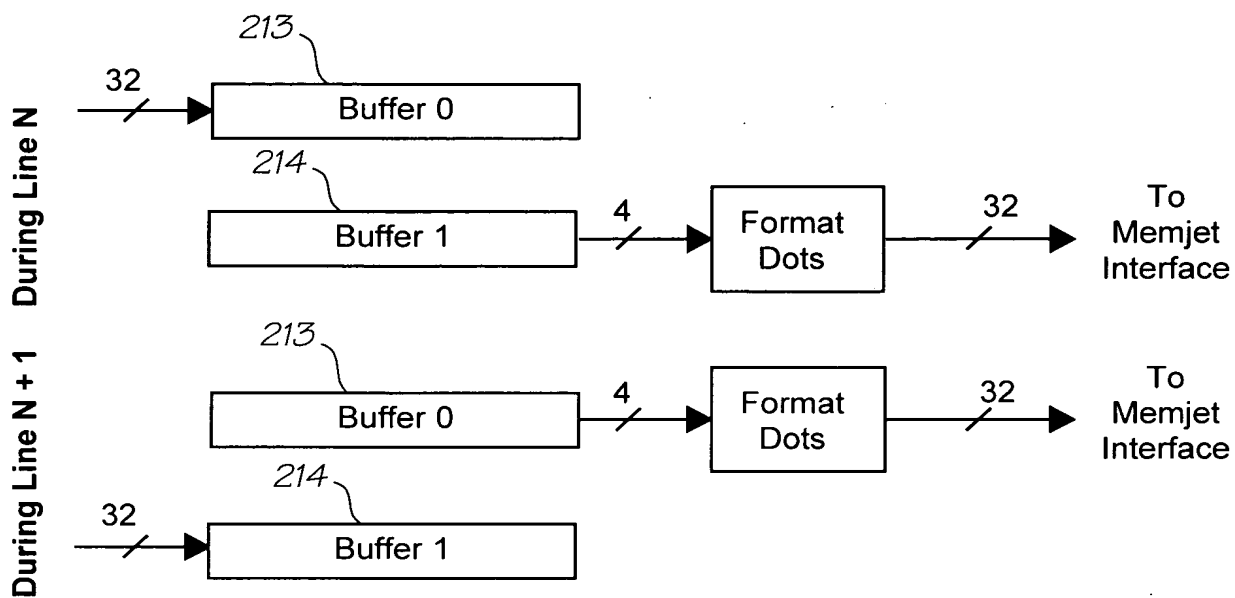 During Line N
213
32
Buffer 0
214
Buffer 1
4
Format
Dots
32
To
Memjet
Interface
During Line N + 1
213
Buffer 0
4
Format
Dots
32
To
Memjet
Interface
214
32
Buffer 1